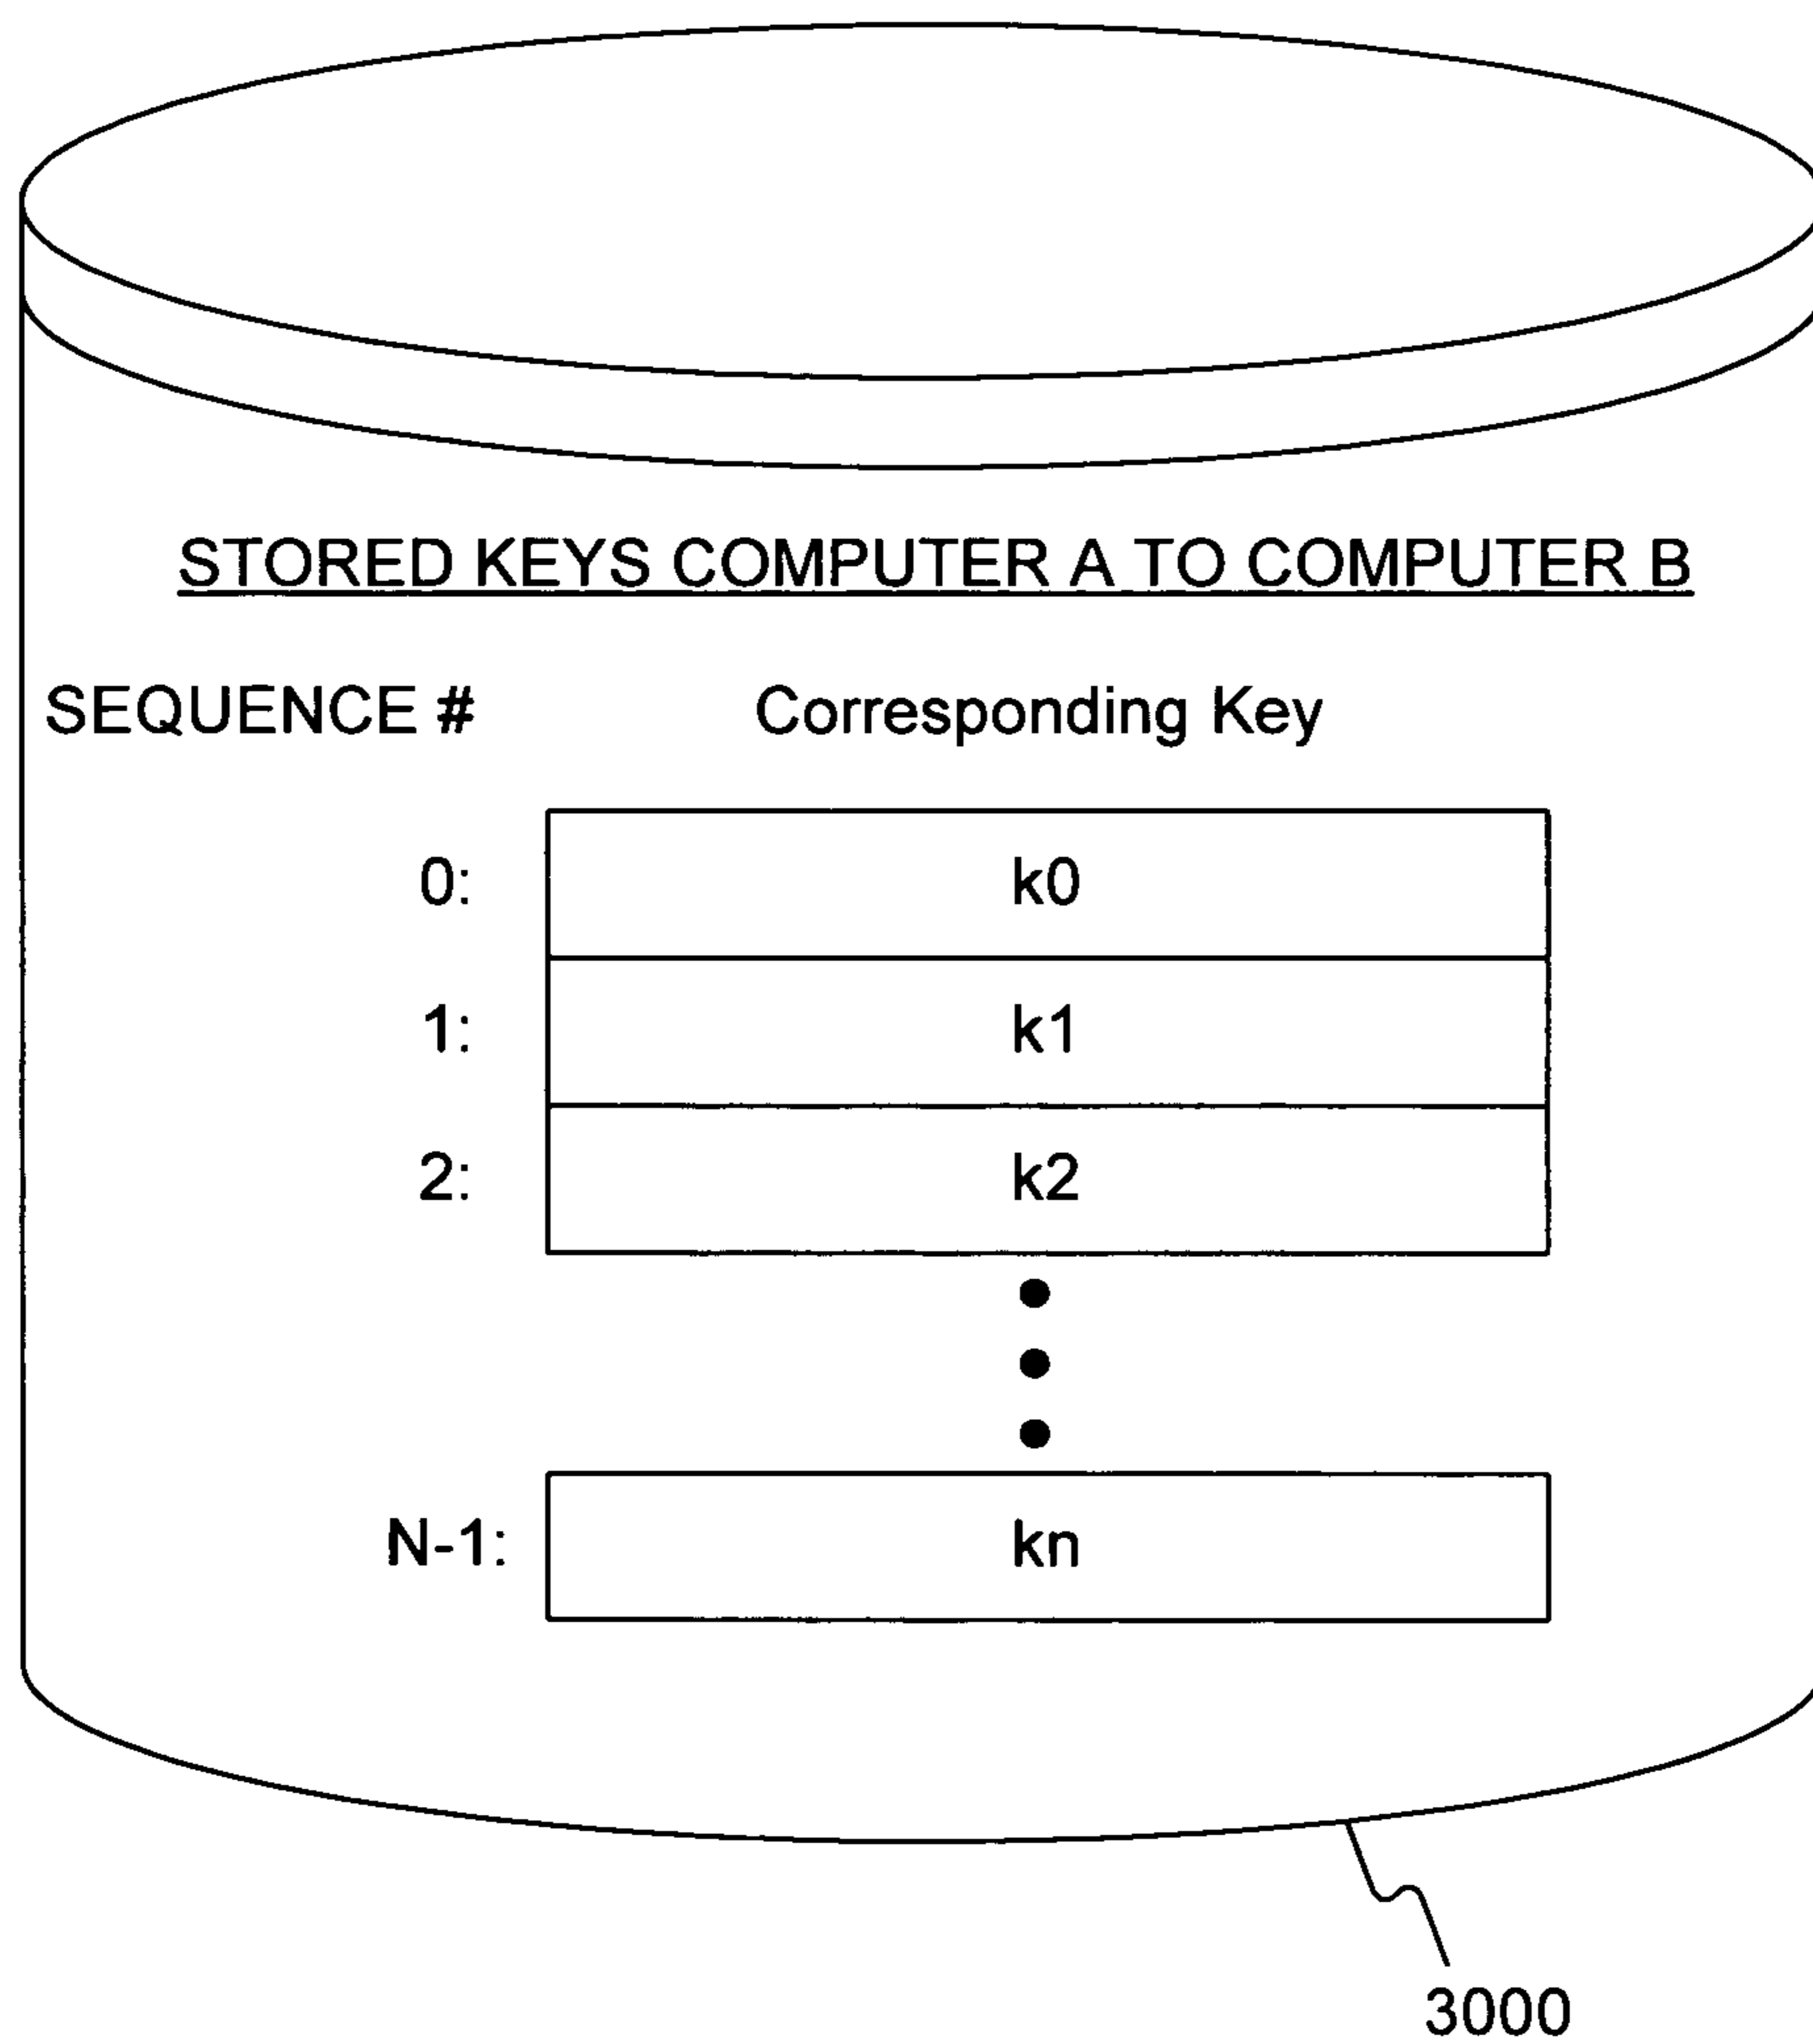 STORED KEYS COMPUTER A TO COMPUTER B
SEQUENCE # Corresponding Key
0: k0
1: k1
2: k2
N-1: kn
3000